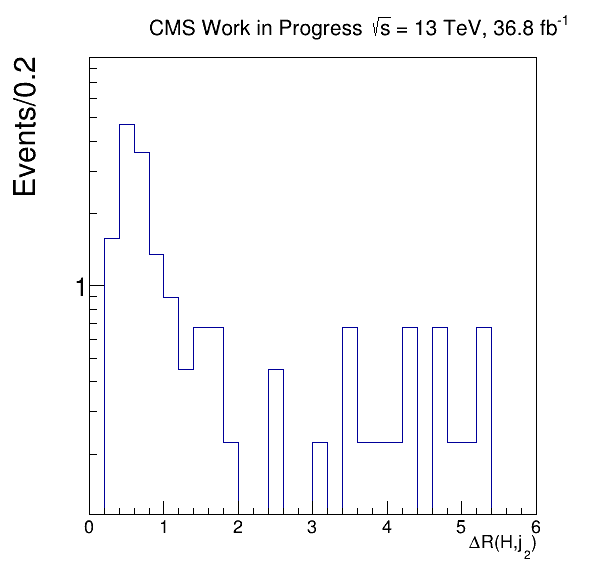 CMS Work in Progress √s = 13 TeV, 36.8 fb⁻¹
Events/0.2
1
0 1 2 3 4 5 6
ΔR(H,j₂)